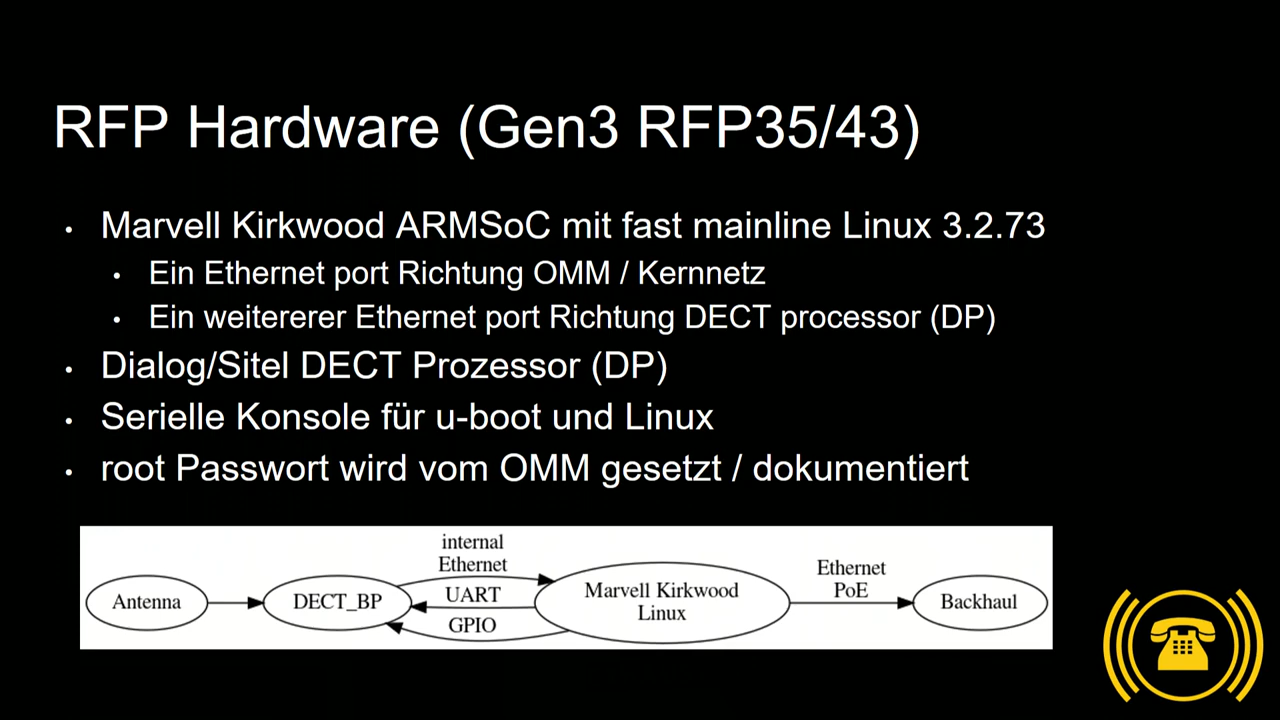 RFP Hardware (Gen3 RFP35/43)
• Marvell Kirkwood ARMSoC mit fast mainline Linux 3.2.73
• Ein Ethernet port Richtung OMM / Kernnetz
• Ein weitererer Ethernet port Richtung DECT processor (DP)
• Dialog/Sitel DECT Prozessor (DP)
• Serielle Konsole für u-boot und Linux
• root Passwort wird vom OMM gesetzt / dokumentiert
Antenna
DECT_BP
internal
Ethernet
UART
GPIO
Marvell Kirkwood
Linux
Ethernet
PoE
Backhaul